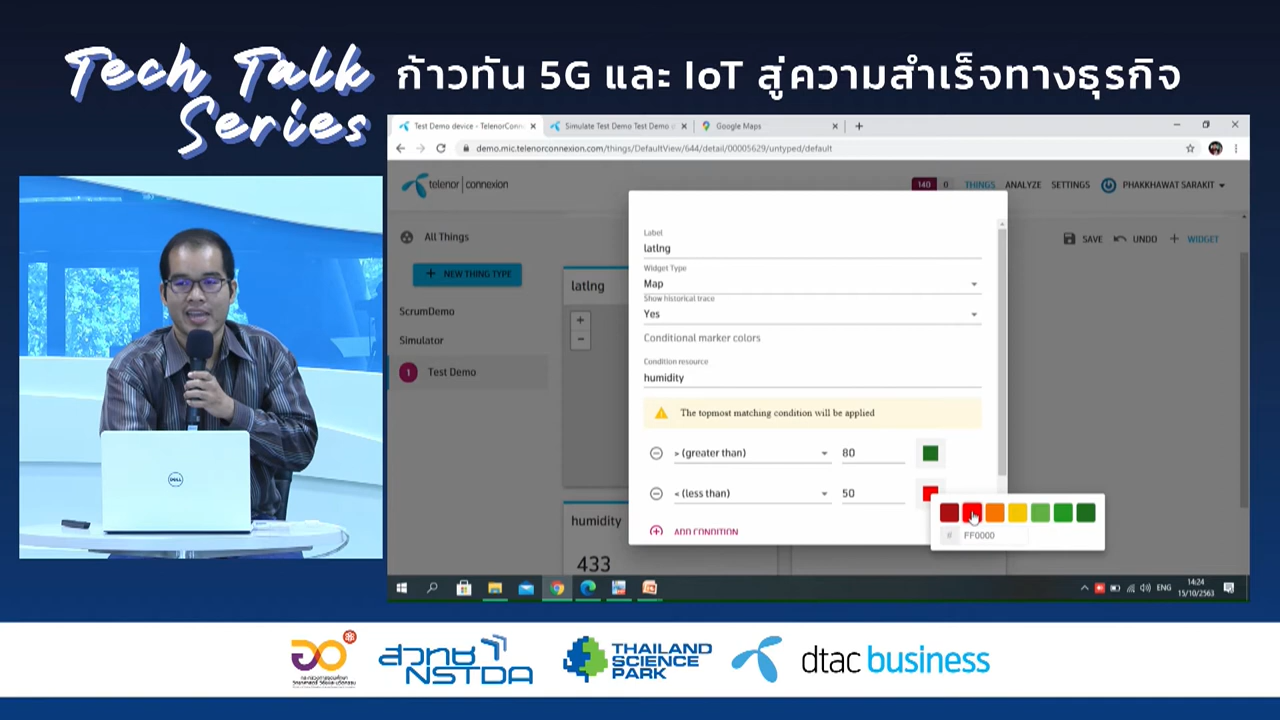 Tech Talk
Series
ก้าวทัน 5G และ IoT สู่ความสำเร็จทางธุรกิจ
Test Demo device - TelenorConn
Simulate Test Demo Test Demo
Google Maps
demo.mic.telenorconnexion.com/things/DefaultView/644/detail/00005629/untyped/default
telenor | connexion
140 0 THINGS ANALYZE SETTINGS PHAKKHAWAT SARAKIT
All Things
SAVE UNDO + WIDGET
+ NEW THING TYPE
ScrumDemo
Simulator
1 Test Demo
latlng
+
−
humidity
433
Label
latlng
Widget Type
Map
Show historical trace
Yes
Conditional marker colors
Condition resource
humidity
The topmost matching condition will be applied
> (greater than) 80
< (less than) 50
ADD CONDITION
# FF0000
DELL
ENG
14:24
15/10/2563
สวทช
NSTDA
THAILAND
SCIENCE
PARK
dtac business